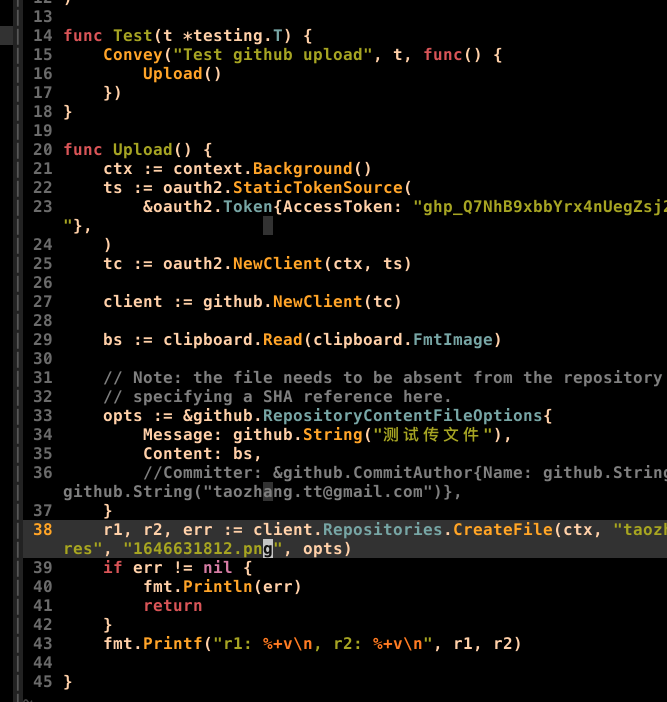 13
14 func Test(t *testing.T) {
15 Convey("Test github upload", t, func() {
16 Upload()
17 })
18 }
19
20 func Upload() {
21 ctx := context.Background()
22 ts := oauth2.StaticTokenSource(
23 &oauth2.Token{AccessToken: "ghp_Q7NhB9xbbYrx4nUegZsj2
"},
24 )
25 tc := oauth2.NewClient(ctx, ts)
26
27 client := github.NewClient(tc)
28
29 bs := clipboard.Read(clipboard.FmtImage)
30
31 // Note: the file needs to be absent from the repository
32 // specifying a SHA reference here.
33 opts := &github.RepositoryContentFileOptions{
34 Message: github.String("测试传文件"),
35 Content: bs,
36 //Committer: &github.CommitAuthor{Name: github.String
github.String("taozhang.tt@gmail.com")},
37 }
38 r1, r2, err := client.Repositories.CreateFile(ctx, "taozh
res", "1646631812.png", opts)
39 if err != nil {
40 fmt.Println(err)
41 return
42 }
43 fmt.Printf("r1: %+v\n, r2: %+v\n", r1, r2)
44
45 }